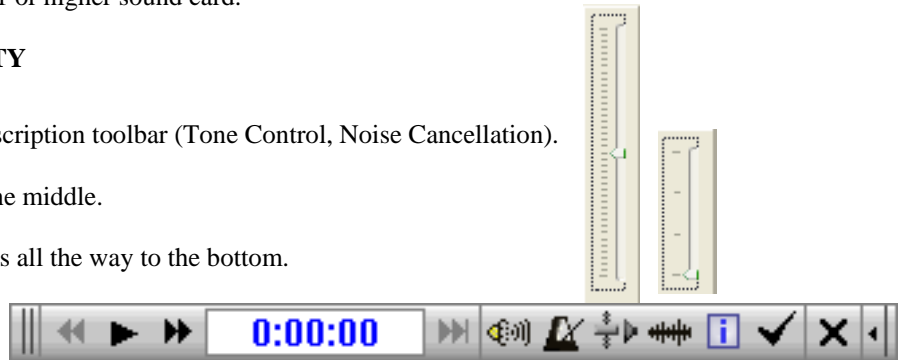 or higher sound card.
TY
scription toolbar (Tone Control, Noise Cancellation).
he middle.
s all the way to the bottom.
0:00:00